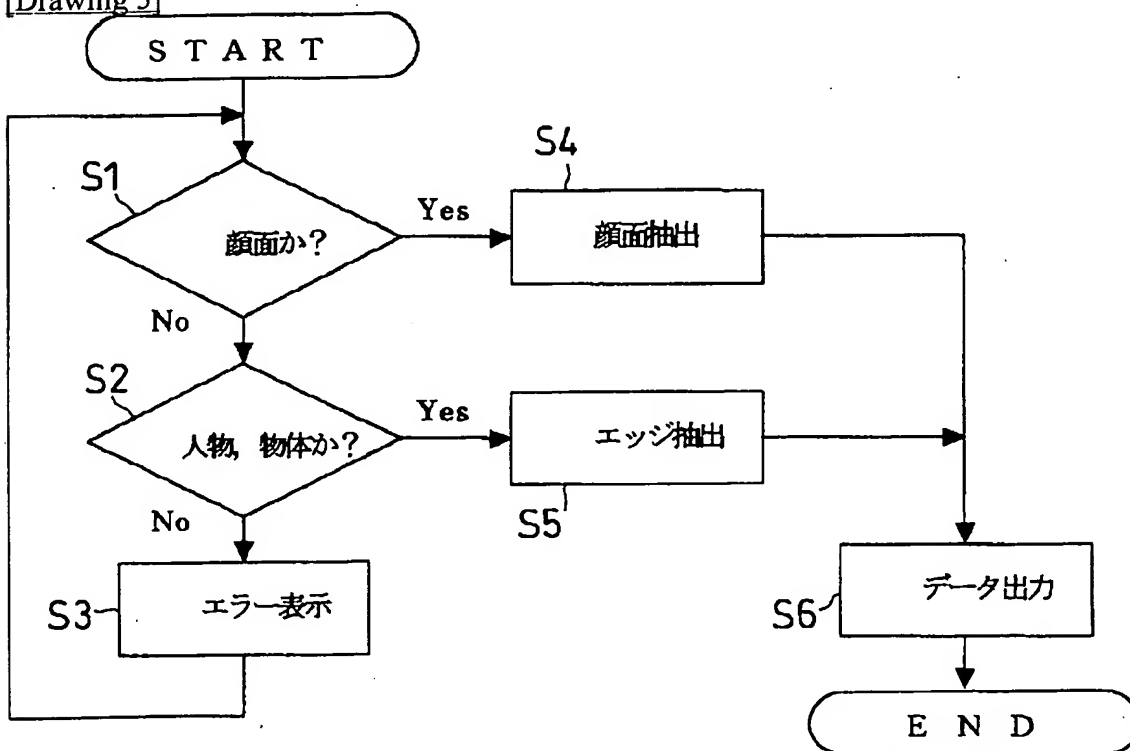 [Drawing 5]
START
S1
顔面か?
Yes
S4
顔面抽出
No
S2
人物, 物体か?
Yes
エッジ抽出
S5
No
S3
エラー表示
データ出力
S6
END